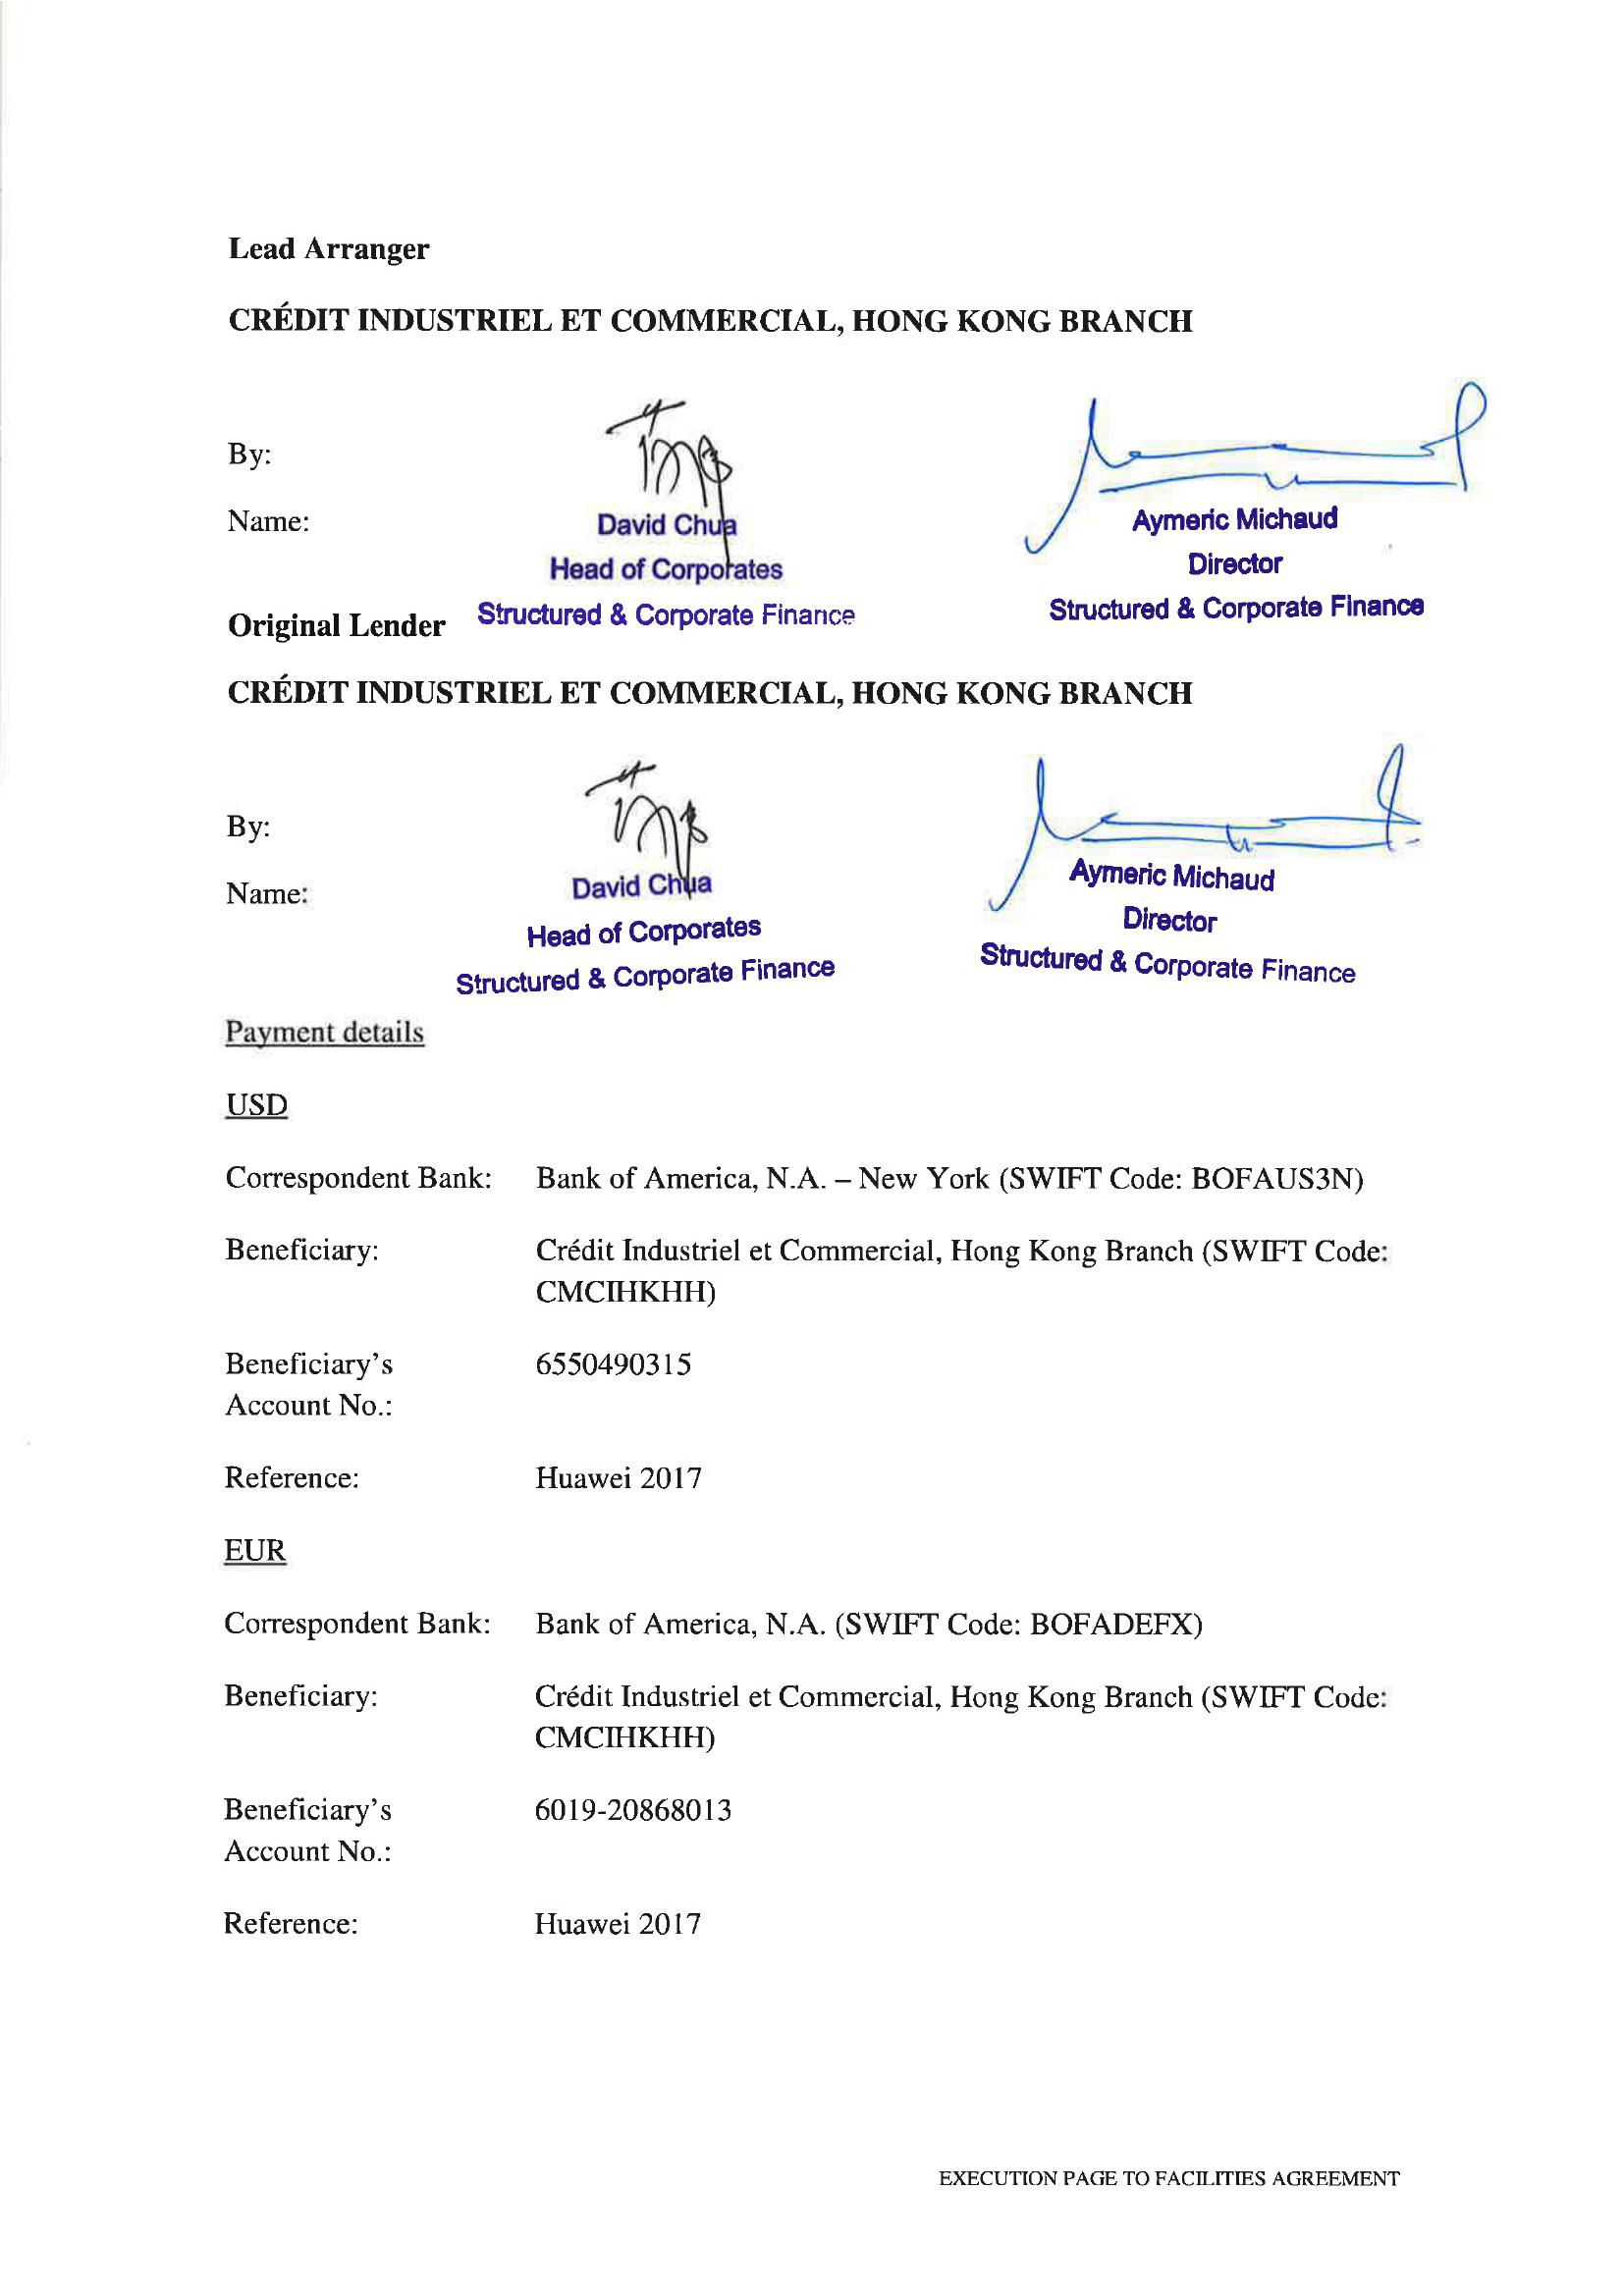 Lead Arranger
CRÉDIT INDUSTRIEL ET COMMERCIAL, HONG KONG BRANCH
By:
Name:
David Chua
Head of Corporates
Structured & Corporate Finance
Aymeric Michaud
Director
Structured & Corporate Finance
Original Lender
CRÉDIT INDUSTRIEL ET COMMERCIAL, HONG KONG BRANCH
By:
Name:
David Chua
Head of Corporates
Structured & Corporate Finance
Aymeric Michaud
Director
Structured & Corporate Finance
Payment details
USD
Correspondent Bank: Bank of America, N.A. – New York (SWIFT Code: BOFAUS3N)
Beneficiary: Crédit Industriel et Commercial, Hong Kong Branch (SWIFT Code:
CMCIHKHH)
Beneficiary's 6550490315
Account No.:
Reference: Huawei 2017
EUR
Correspondent Bank: Bank of America, N.A. (SWIFT Code: BOFADEFX)
Beneficiary: Crédit Industriel et Commercial, Hong Kong Branch (SWIFT Code:
CMCIHKHH)
Beneficiary's 6019-20868013
Account No.:
Reference: Huawei 2017
EXECUTION PAGE TO FACILITIES AGREEMENT